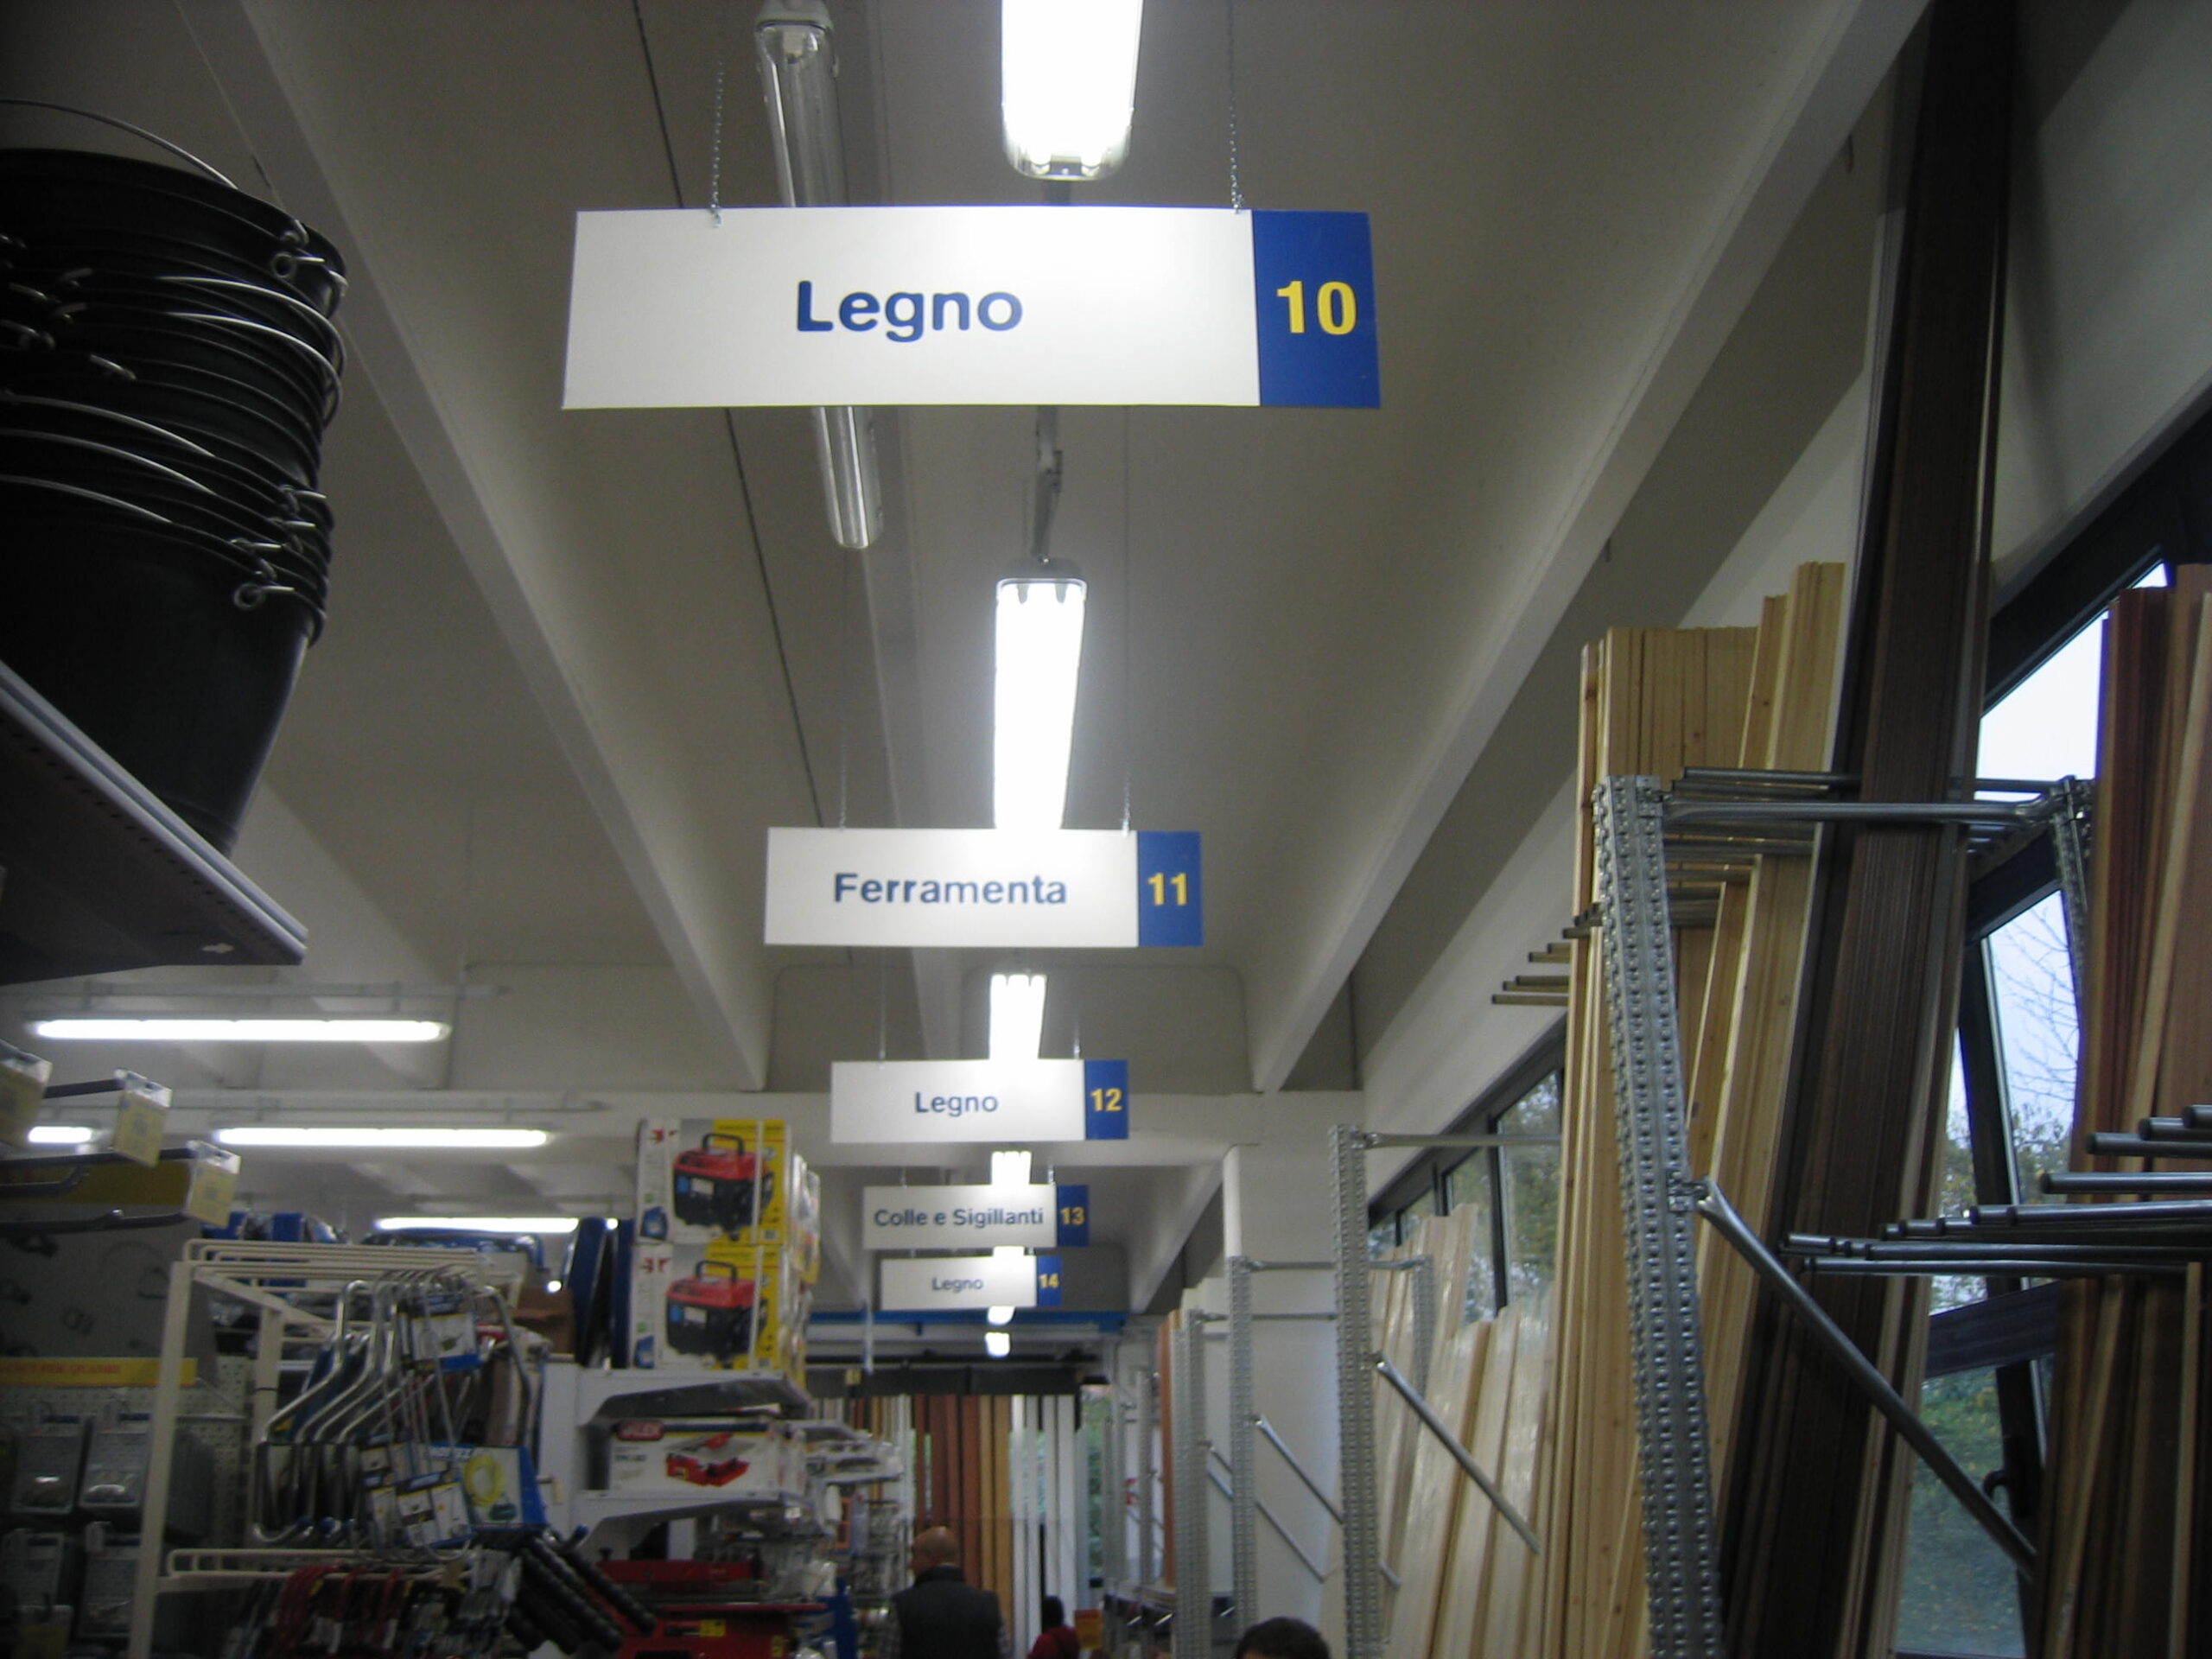 Legno 10
Ferramenta 11
Legno 12
Colle e Sigillanti 13
Legno 14